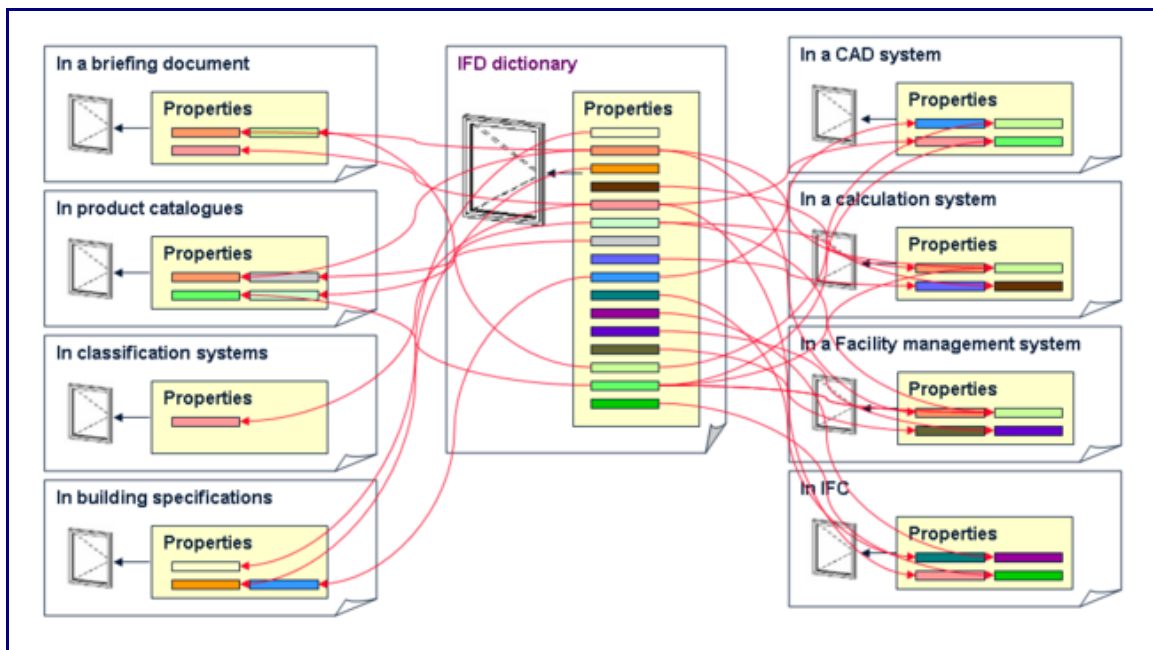 In a briefing document
Properties
In product catalogues
Properties
In classification systems
Properties
In building specifications
Properties
IFD dictionary
Properties
In a CAD system
Properties
In a calculation system
Properties
In a Facility management system
Properties
In IFC
Properties